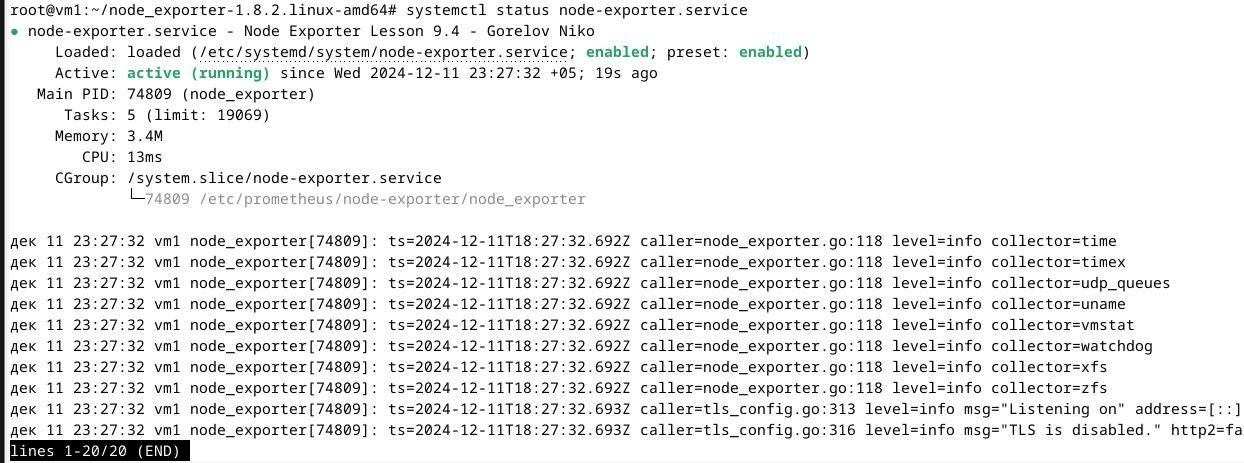 root@vm1:~/node_exporter-1.8.2.linux-amd64# systemctl status node-exporter.service
● node-exporter.service - Node Exporter Lesson 9.4 - Gorelov Niko
Loaded: loaded (/etc/systemd/system/node-exporter.service; enabled; preset: enabled)
Active: active (running) since Wed 2024-12-11 23:27:32 +05; 19s ago
Main PID: 74809 (node_exporter)
Tasks: 5 (limit: 19069)
Memory: 3.4M
CPU: 13ms
CGroup: /system.slice/node-exporter.service
└─74809 /etc/prometheus/node-exporter/node_exporter
дек 11 23:27:32 vm1 node_exporter[74809]: ts=2024-12-11T18:27:32.692Z caller=node_exporter.go:118 level=info collector=time
дек 11 23:27:32 vm1 node_exporter[74809]: ts=2024-12-11T18:27:32.692Z caller=node_exporter.go:118 level=info collector=timex
дек 11 23:27:32 vm1 node_exporter[74809]: ts=2024-12-11T18:27:32.692Z caller=node_exporter.go:118 level=info collector=udp_queues
дек 11 23:27:32 vm1 node_exporter[74809]: ts=2024-12-11T18:27:32.692Z caller=node_exporter.go:118 level=info collector=uname
дек 11 23:27:32 vm1 node_exporter[74809]: ts=2024-12-11T18:27:32.692Z caller=node_exporter.go:118 level=info collector=vmstat
дек 11 23:27:32 vm1 node_exporter[74809]: ts=2024-12-11T18:27:32.692Z caller=node_exporter.go:118 level=info collector=watchdog
дек 11 23:27:32 vm1 node_exporter[74809]: ts=2024-12-11T18:27:32.692Z caller=node_exporter.go:118 level=info collector=xfs
дек 11 23:27:32 vm1 node_exporter[74809]: ts=2024-12-11T18:27:32.692Z caller=node_exporter.go:118 level=info collector=zfs
дек 11 23:27:32 vm1 node_exporter[74809]: ts=2024-12-11T18:27:32.693Z caller=tls_config.go:313 level=info msg="Listening on" address=[::]
дек 11 23:27:32 vm1 node_exporter[74809]: ts=2024-12-11T18:27:32.693Z caller=tls_config.go:316 level=info msg="TLS is disabled." http2=fa
lines 1-20/20 (END)